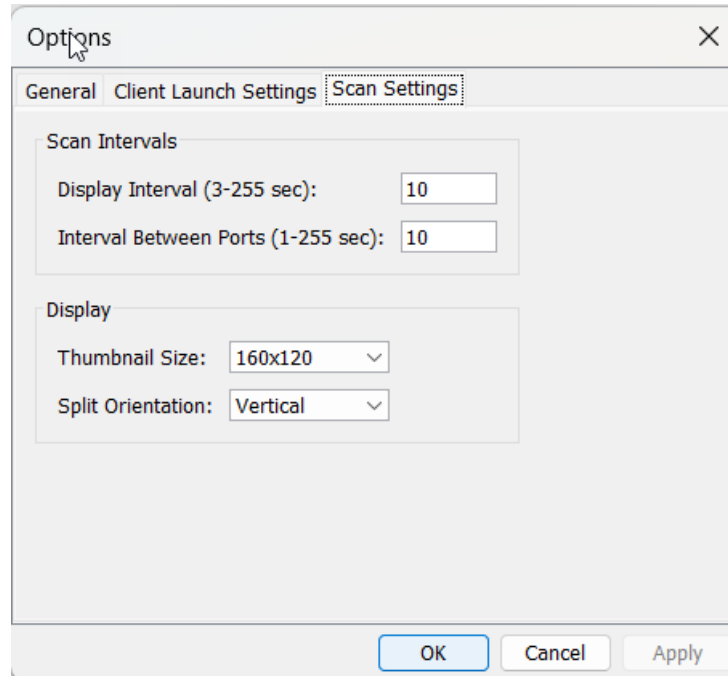 Options
General Client Launch Settings Scan Settings
Scan Intervals
Display Interval (3-255 sec): 10
Interval Between Ports (1-255 sec): 10
Display
Thumbnail Size: 160x120
Split Orientation: Vertical
OK Cancel Apply